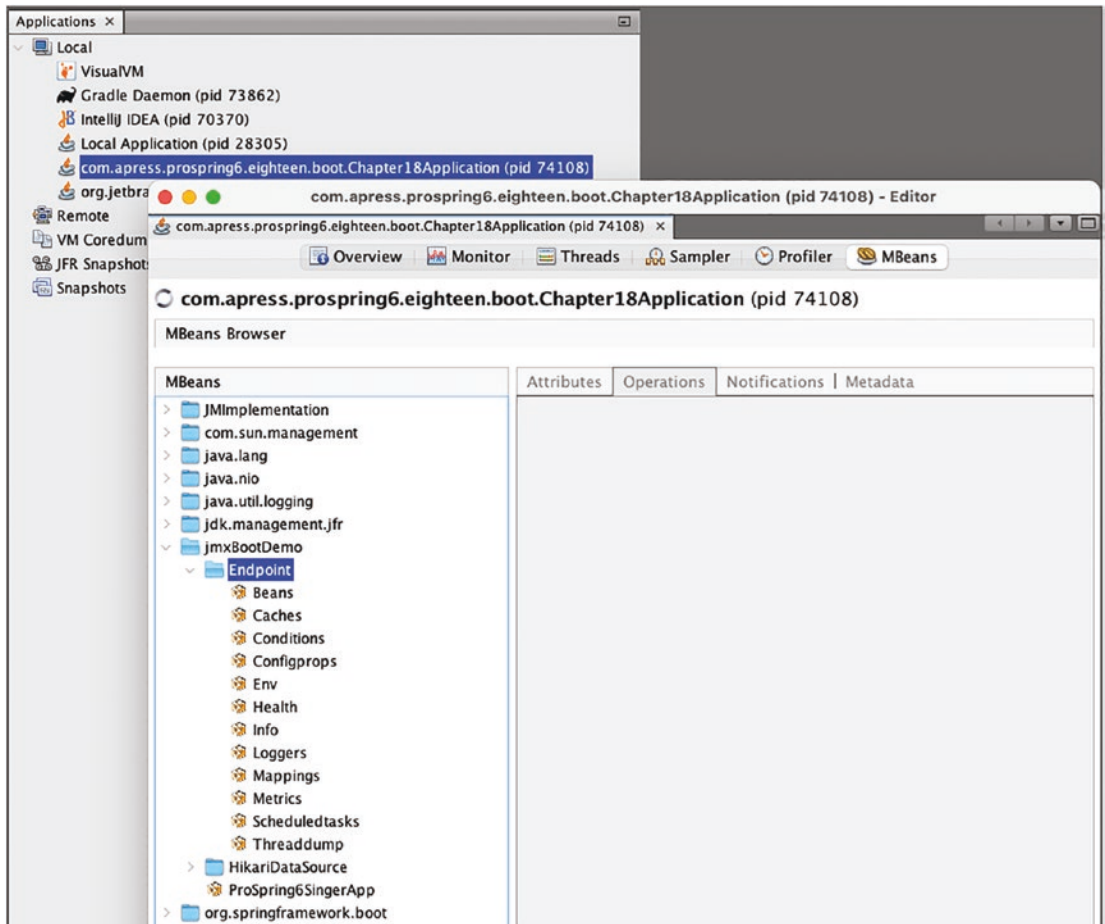 Applications ×
Local
VisualVM
Gradle Daemon (pid 73862)
IntelliJ IDEA (pid 70370)
Local Application (pid 28305)
com.apress.prospring6.eighteen.boot.Chapter18Application (pid 74108)
org.jetbra
Remote
VM Coredum
JFR Snapshot
Snapshots
com.apress.prospring6.eighteen.boot.Chapter18Application (pid 74108) - Editor
com.apress.prospring6.eighteen.boot.Chapter18Application (pid 74108) ×
Overview Monitor Threads Sampler Profiler MBeans
com.apress.prospring6.eighteen.boot.Chapter18Application (pid 74108)
MBeans Browser
MBeans
JMImplementation
com.sun.management
java.lang
java.nio
java.util.logging
jdk.management.jfr
jmxBootDemo
Endpoint
Beans
Caches
Conditions
Configprops
Env
Health
Info
Loggers
Mappings
Metrics
Scheduledtasks
Threaddump
HikariDataSource
ProSpring6SingerApp
org.springframework.boot
Attributes Operations Notifications Metadata